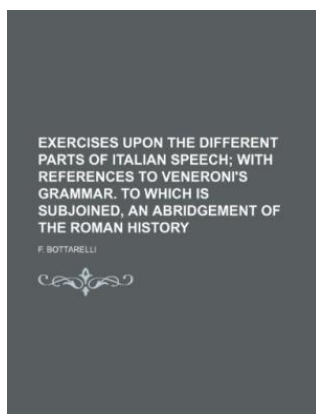 EXERCISES UPON THE DIFFERENT
PARTS OF ITALIAN SPEECH; WITH
REFERENCES TO VENERONI'S
GRAMMAR. TO WHICH IS
SUBJOINED, AN ABRIDGEMENT OF
THE ROMAN HISTORY
F. BOTTARELLI